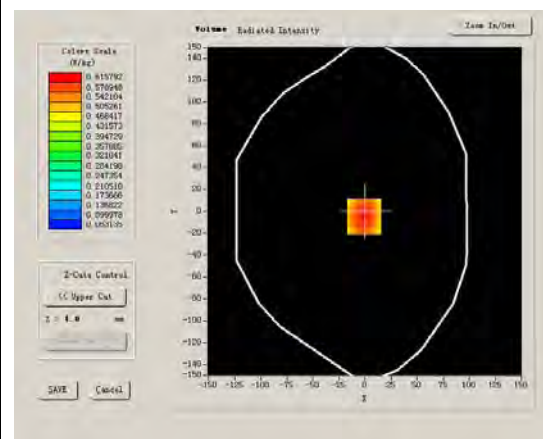 Volume Radiated Intensity
Zoom In/Out
Colors Scale
(W/kg)
0.615792
0.578948
0.542104
0.505261
0.468417
0.431573
0.394729
0.357885
0.321041
0.284198
0.247354
0.210510
0.173666
0.136822
0.099978
0.063135
150
120
100
80
60
40
20
0
-20
-40
-60
-80
-100
-120
-140
-150
Y
-150 -125 -100 -75 -50 -25 0 25 50 75 100 125 150
X
Z-Cuts Control
<< Upper Cut
mm
SAVE
Cancel